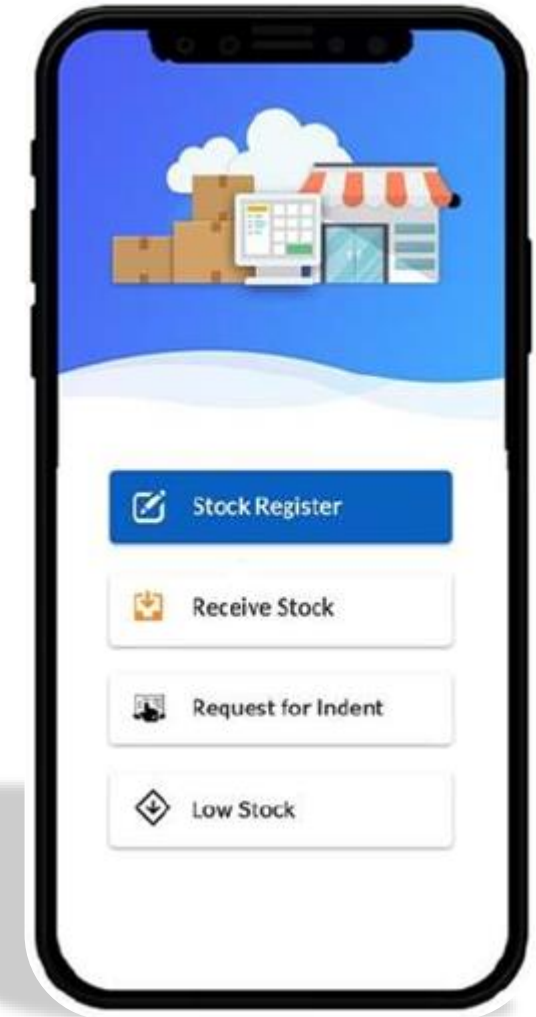 Stock Register
Receive Stock
Request for Indent
Low Stock